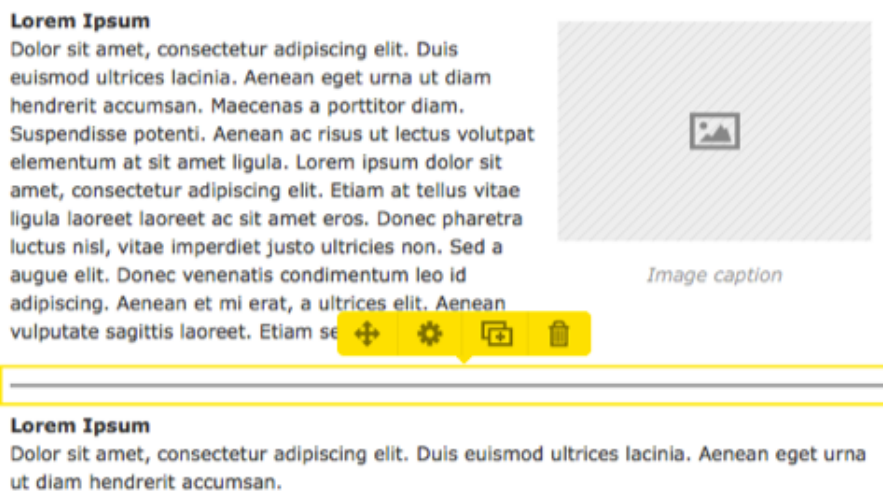 Lorem Ipsum
Dolor sit amet, consectetur adipiscing elit. Duis
euismod ultrices lacinia. Aenean eget urna ut diam
hendrerit accumsan. Maecenas a porttitor diam.
Suspendisse potenti. Aenean ac risus ut lectus volutpat
elementum at sit amet ligula. Lorem ipsum dolor sit
amet, consectetur adipiscing elit. Etiam at tellus vitae
ligula laoreet laoreet ac sit amet eros. Donec pharetra
luctus nisl, vitae imperdiet justo ultricies non. Sed a
augue elit. Donec venenatis condimentum leo id
adipiscing. Aenean et mi erat, a ultrices elit. Aenean
vulputate sagittis laoreet. Etiam
Image caption
Lorem Ipsum
Dolor sit amet, consectetur adipiscing elit. Duis euismod ultrices lacinia. Aenean eget urna
ut diam hendrerit accumsan.